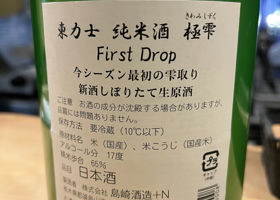 きわみしずく
東力士 純米酒 極雫
First Drop
今シーズン最初の雫取り
新酒しぼりたて生原酒
○ご注意 お酒の成分が沈殿する場合がありますが、
品質には問題ありません。
○保存方法 要冷蔵(10℃以下)
原材料名 米(国産)、米こうじ(国産米)
アルコール分 17度
精米歩合 65%
品目 日本酒
製造者 株式会社 島崎酒造+N